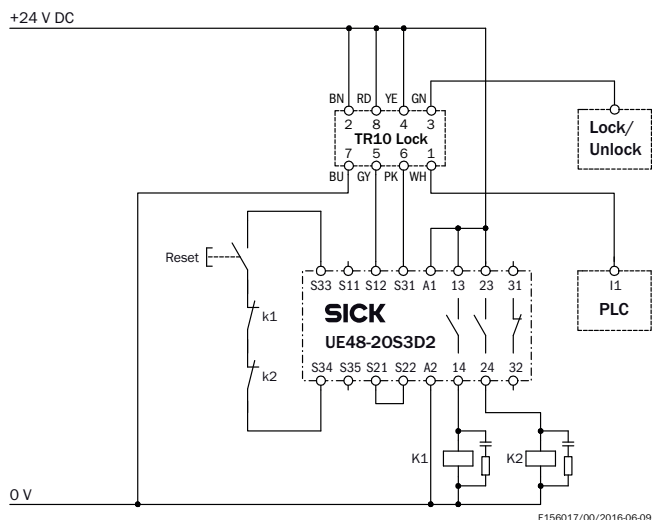 +24 V DC
BN RD YE GN
2 8 4 3
TR10 Lock
7 5 6 1
BU GY PK WH
Lock/
Unlock
Reset
S33 S11 S12 S31 A1 13 23 31
I1
PLC
k1
SICK
UE48-20S3D2
k2
S34 S35 S21 S22 A2 14 24 32
K1 K2
0 V
F156017/00/2016-06-09